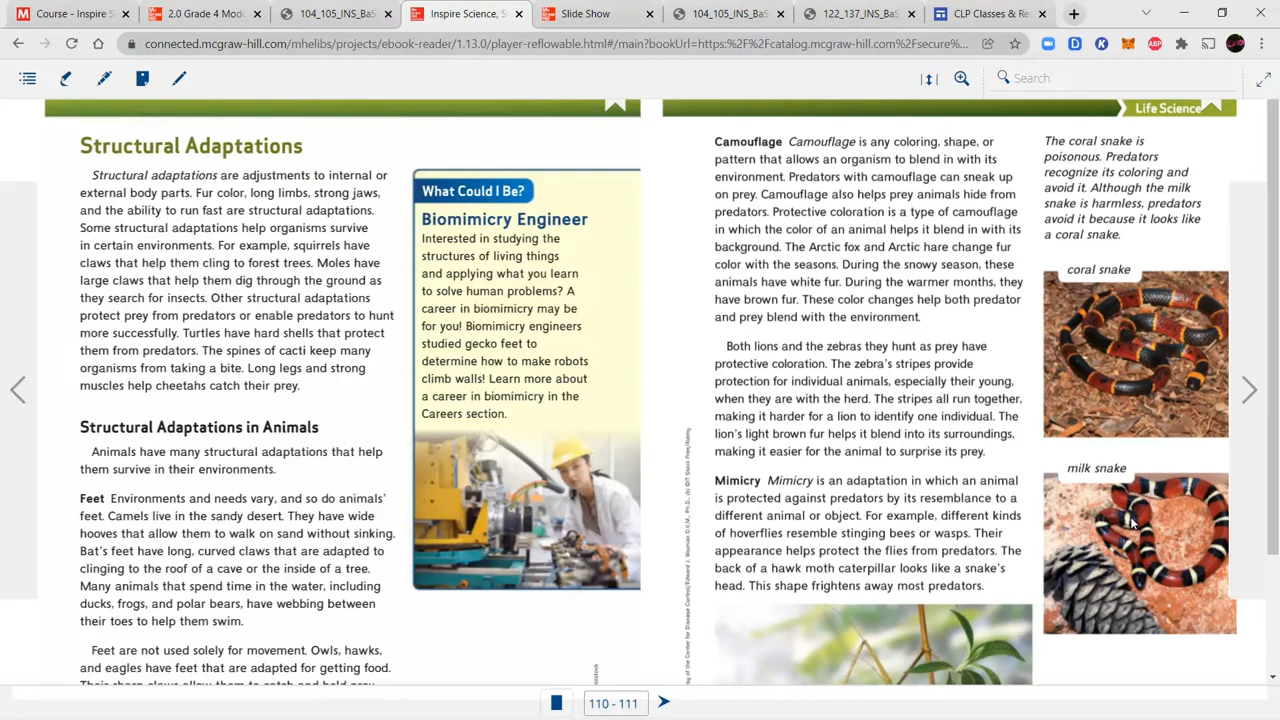 Course - Inspire Science
2.0 Grade 4 Modu
104_105_INS_BaS
Inspire Science, S
Slide Show
104_105_INS_BaS
122_137_INS_BaS
CLP Classes & Re
connected.mcgraw-hill.com/mhelibs/projects/ebook-reader/1.13.0/player-reflowable.html#/main?bookUrl=https:%2F%2Fcatalog.mcgraw-hill.com%2Fsecure%...
Search
Structural Adaptations
Structural adaptations are adjustments to internal or
external body parts. Fur color, long limbs, strong jaws,
and the ability to run fast are structural adaptations.
Some structural adaptations help organisms survive
in certain environments. For example, squirrels have
claws that help them cling to forest trees. Moles have
large claws that help them dig through the ground as
they search for insects. Other structural adaptations
protect prey from predators or enable predators to hunt
more successfully. Turtles have hard shells that protect
them from predators. The spines of cacti keep many
organisms from taking a bite. Long legs and strong
muscles help cheetahs catch their prey.
Structural Adaptations in Animals
Animals have many structural adaptations that help
them survive in their environments.
Feet Environments and needs vary, and so do animals'
feet. Camels live in the sandy desert. They have wide
hooves that allow them to walk on sand without sinking.
Bat's feet have long, curved claws that are adapted to
clinging to the roof of a cave or the inside of a tree.
Many animals that spend time in the water, including
ducks, frogs, and polar bears, have webbing between
their toes to help them swim.
Feet are not used solely for movement. Owls, hawks,
and eagles have feet that are adapted for getting food.
Their sharp claws allow them to catch and hold prey
What Could I Be?
Biomimicry Engineer
Interested in studying the
structures of living things
and applying what you learn
to solve human problems? A
career in biomimicry may be
for you! Biomimicry engineers
studied gecko feet to
determine how to make robots
climb walls! Learn more about
a career in biomimicry in the
Careers section.
Life Science
Camouflage Camouflage is any coloring, shape, or
pattern that allows an organism to blend in with its
environment. Predators with camouflage can sneak up
on prey. Camouflage also helps prey animals hide from
predators. Protective coloration is a type of camouflage
in which the color of an animal helps it blend in with its
background. The Arctic fox and Arctic hare change fur
color with the seasons. During the snowy season, these
animals have white fur. During the warmer months, they
have brown fur. These color changes help both predator
and prey blend with the environment.
Both lions and the zebras they hunt as prey have
protective coloration. The zebra's stripes provide
protection for individual animals, especially their young,
when they are with the herd. The stripes all run together,
making it harder for a lion to identify one individual. The
lion's light brown fur helps it blend into its surroundings,
making it easier for the animal to surprise its prey.
Mimicry Mimicry is an adaptation in which an animal
is protected against predators by its resemblance to a
different animal or object. For example, different kinds
of hoverflies resemble stinging bees or wasps. Their
appearance helps protect the flies from predators. The
back of a hawk moth caterpillar looks like a snake's
head. This shape frightens away most predators.
The coral snake is
poisonous. Predators
recognize its coloring and
avoid it. Although the milk
snake is harmless, predators
avoid it because it looks like
a coral snake.
coral snake
milk snake
110 - 111